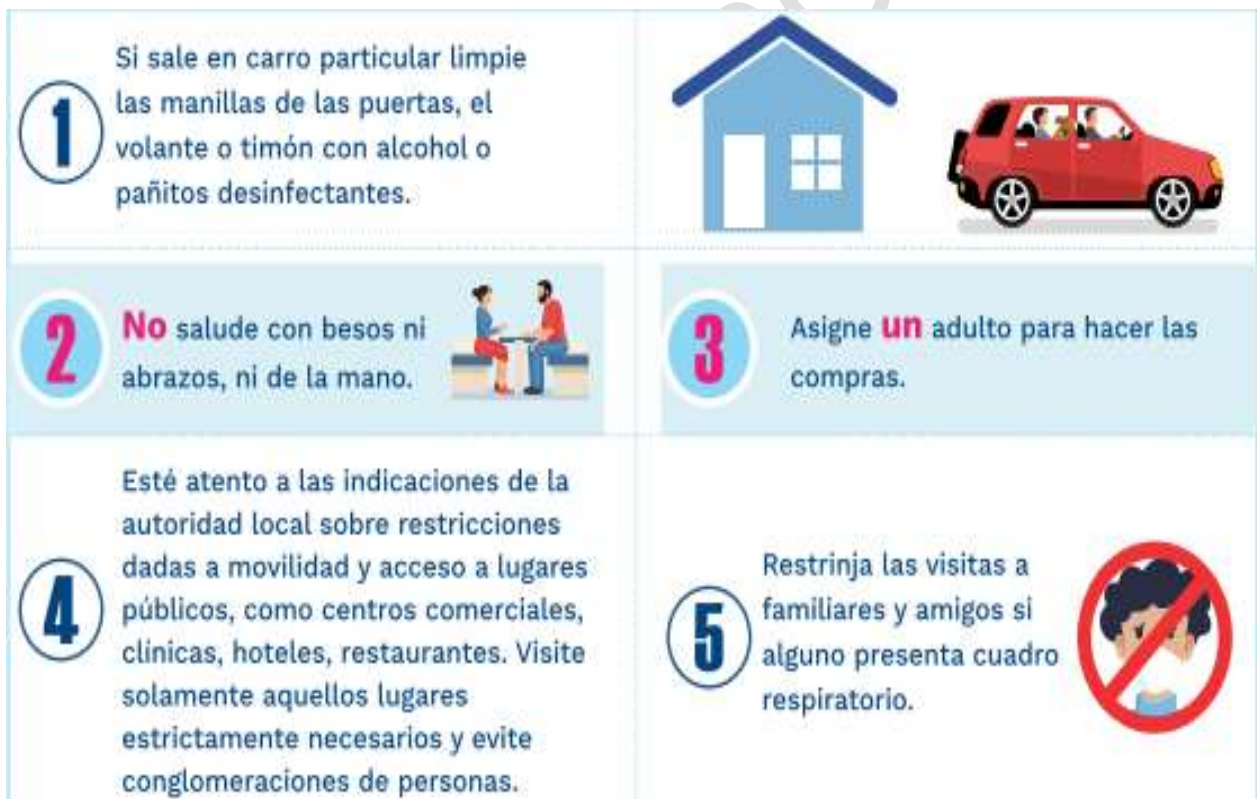 1
Si sale en carro particular limpie
las manillas de las puertas, el
volante o timón con alcohol o
pañitos desinfectantes.
2
No salude con besos ni
abrazos, ni de la mano.
3
Asigne un adulto para hacer las
compras.
4
Esté atento a las indicaciones de la
autoridad local sobre restricciones
dadas a movilidad y acceso a lugares
públicos, como centros comerciales,
clínicas, hoteles, restaurantes. Visite
solamente aquellos lugares
estrictamente necesarios y evite
conglomeraciones de personas.
5
Restrinja las visitas a
familiares y amigos si
alguno presenta cuadro
respiratorio.